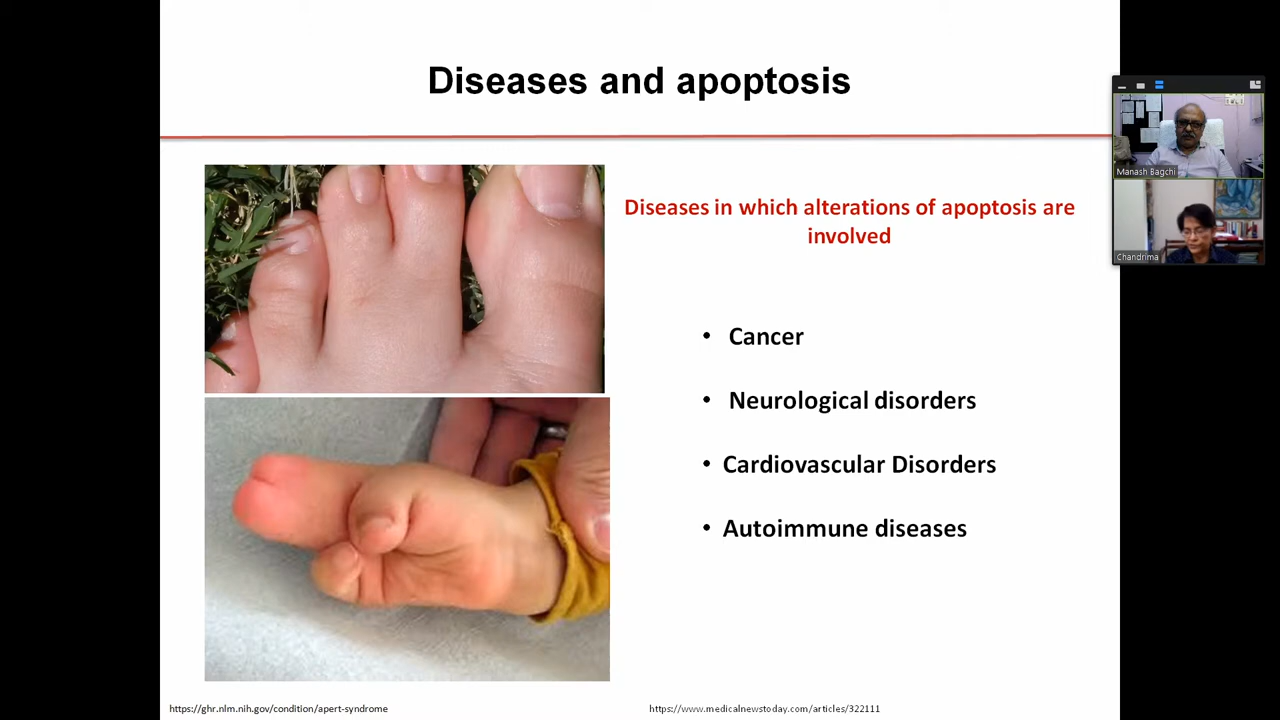 Diseases and apoptosis
Diseases in which alterations of apoptosis are
involved
• Cancer
• Neurological disorders
• Cardiovascular Disorders
• Autoimmune diseases
https://ghr.nlm.nih.gov/condition/apert-syndrome
https://www.medicalnewstoday.com/articles/322111
Manash Bagchi
Chandrima